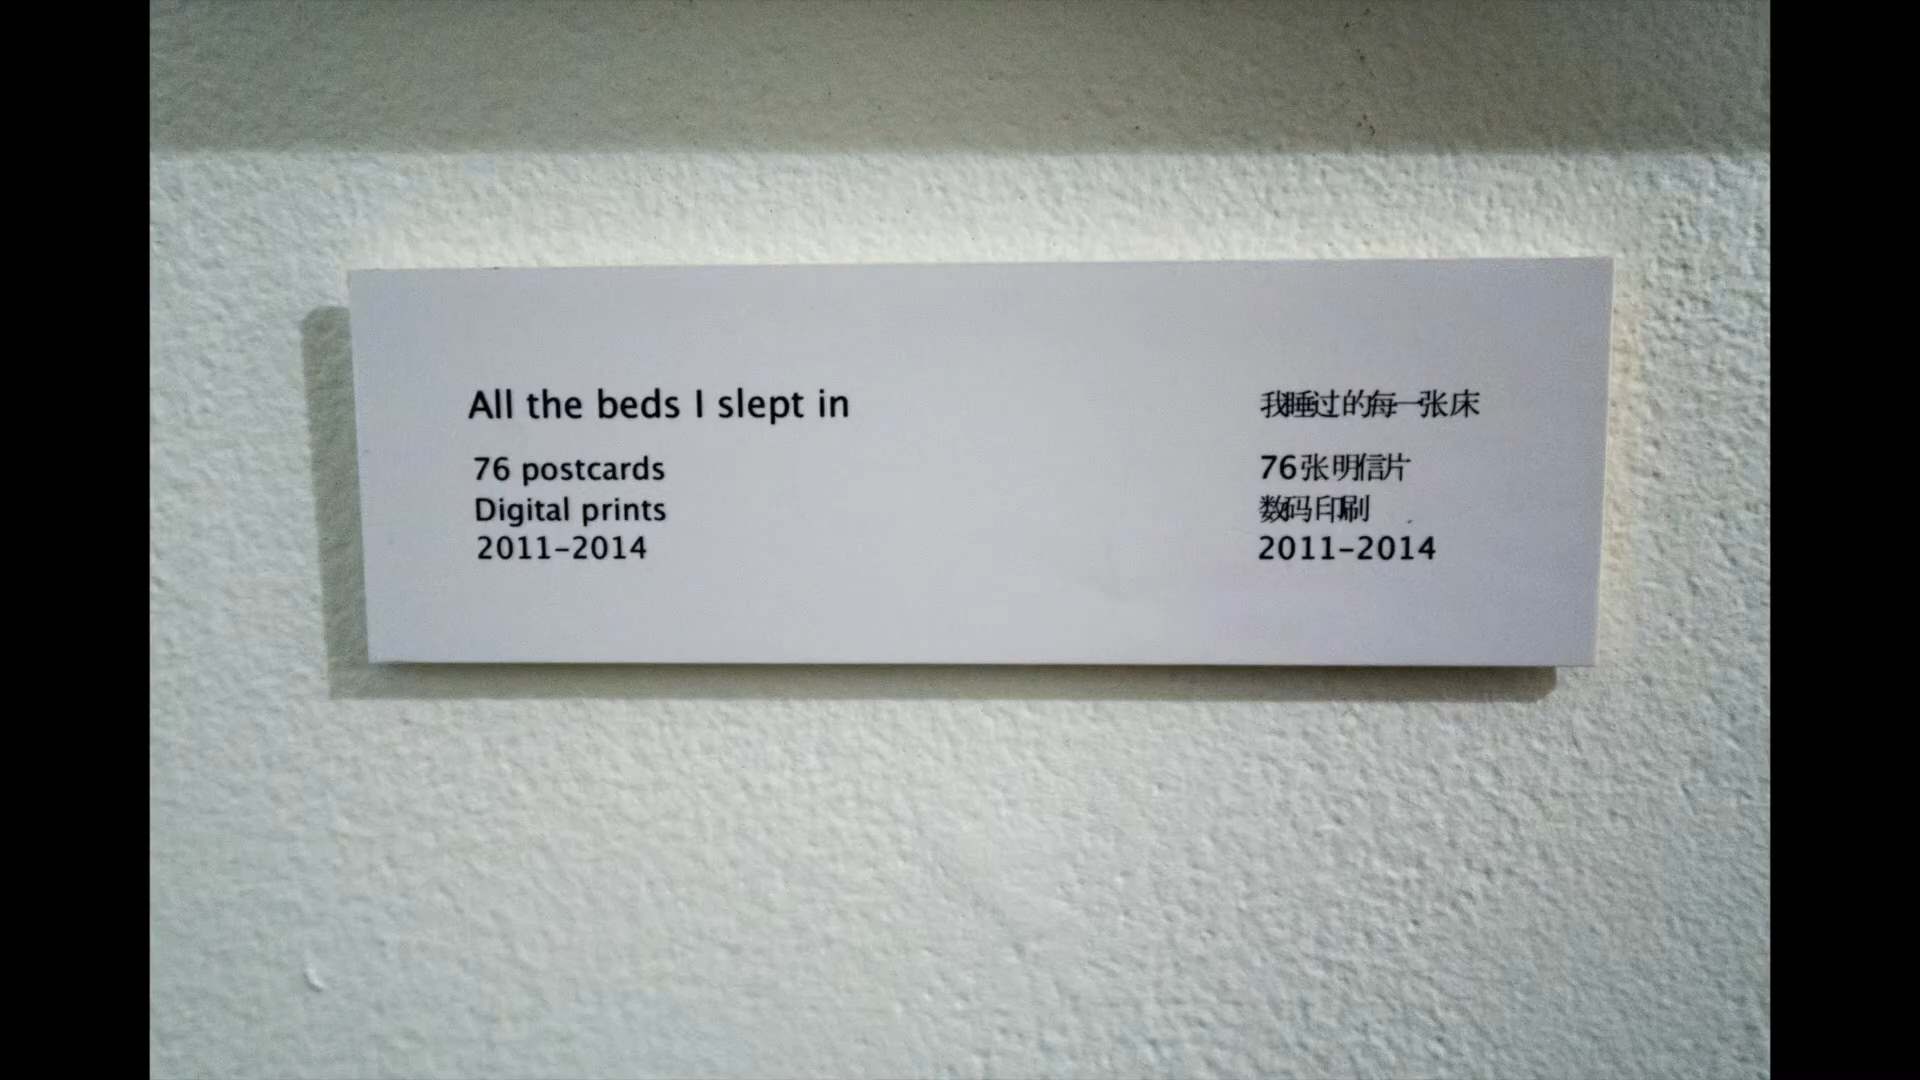 All the beds I slept in
76 postcards
Digital prints
2011-2014
我睡过的每一张床
76张明信片
数码印刷
2011-2014